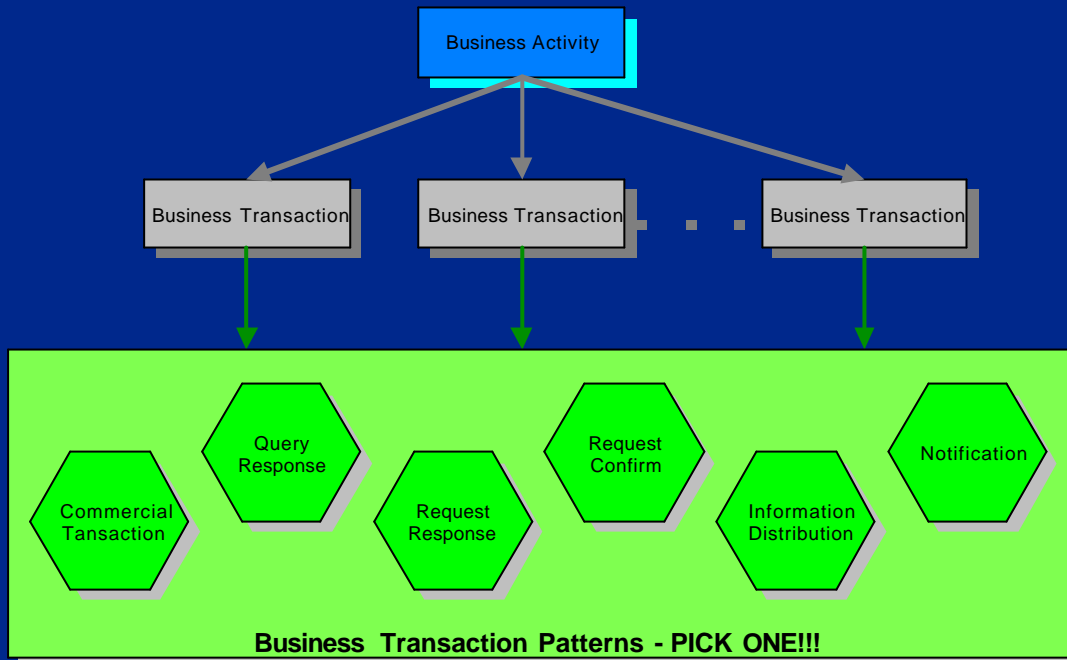 Business Activity
Business Transaction
Business Transaction
Business Transaction
Query
Response
Request
Confirm
Notification
Commercial
Tansaction
Request
Response
Information
Distribution
Business Transaction Patterns - PICK ONE!!!